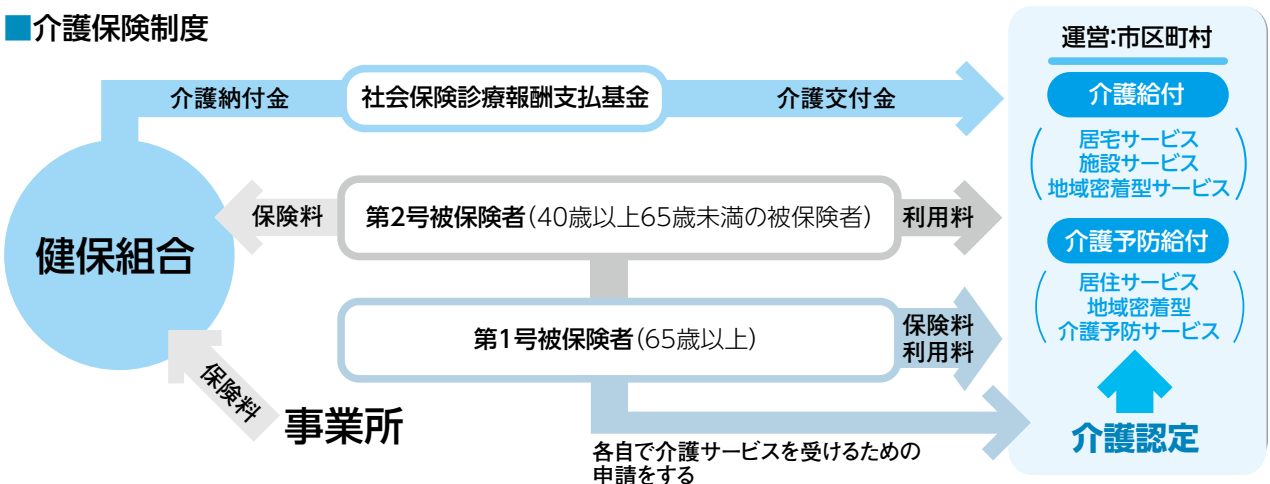 ■介護保険制度
介護納付金
社会保険診療報酬支払基金
介護交付金
健保組合
保険料
第2号被保険者(40歳以上65歳未満の被保険者)
利用料
第1号被保険者(65歳以上)
保険料
利用料
保険料
事業所
各自で介護サービスを受けるための
申請をする
運営:市区町村
介護給付
居宅サービス
施設サービス
地域密着型サービス
介護予防給付
居住サービス
地域密着型
介護予防サービス
介護認定